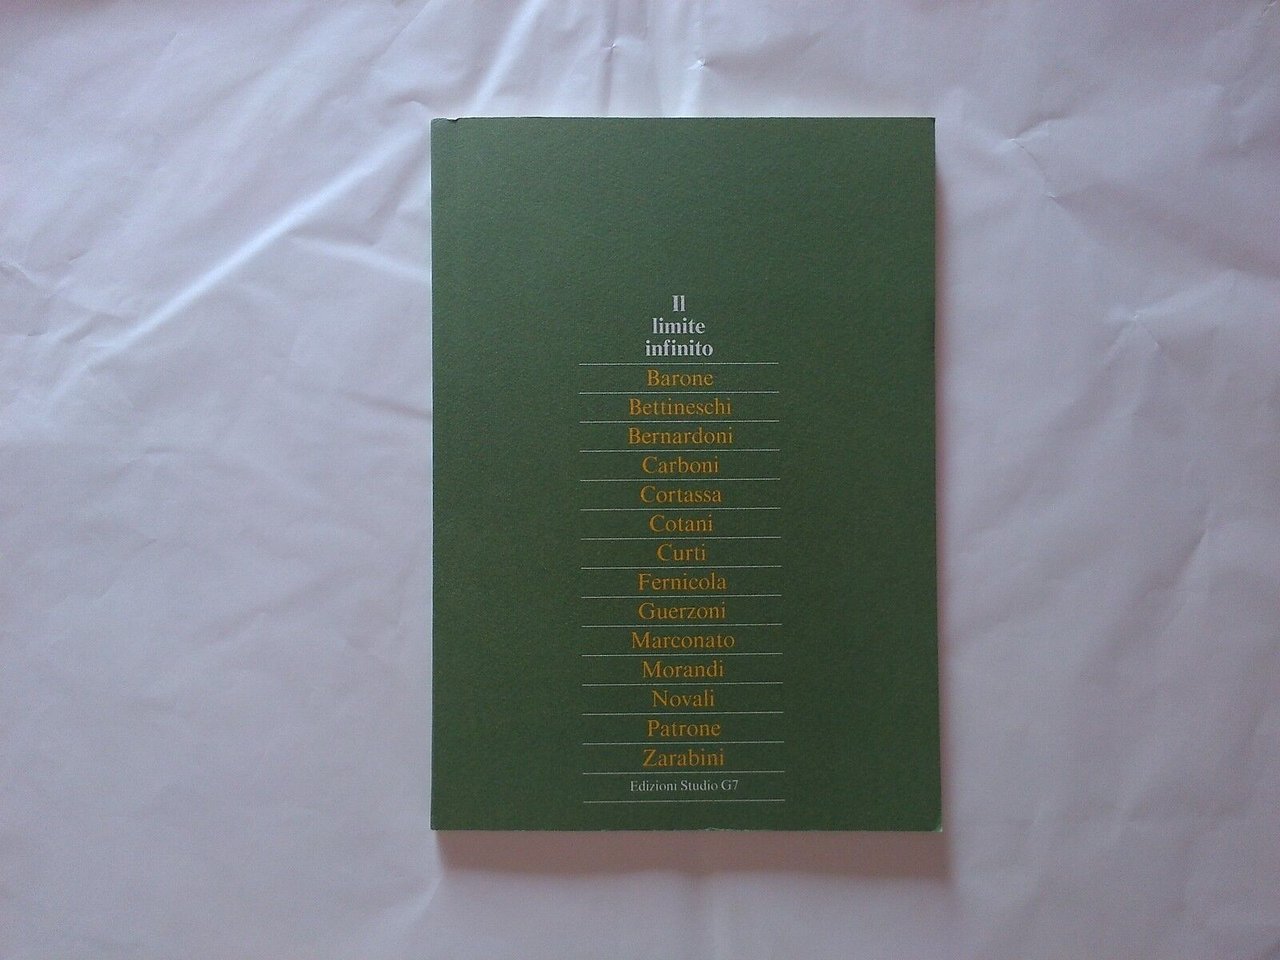 Il
limite
infinito
Barone
Bettineschi
Bernardoni
Carboni
Cortassa
Cotani
Curti
Fernicola
Guerzoni
Marconato
Morandi
Novali
Patrone
Zarabini
Edizioni Studio G7